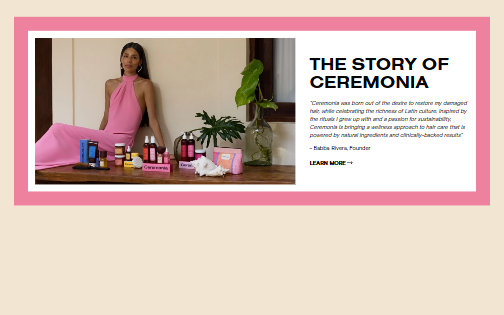 THE STORY OF
CEREMONIA
"Ceremonia was born out of the desire to restore my damaged
hair, while celebrating the richness of Latin culture. Inspired by
the rituals I grew up with and a passion for sustainability,
Ceremonia is bringing a wellness approach to hair care that is
powered by natural ingredients and clinically-backed results"
- Babba Rivera, Founder
LEARN MORE →
Ceremonia